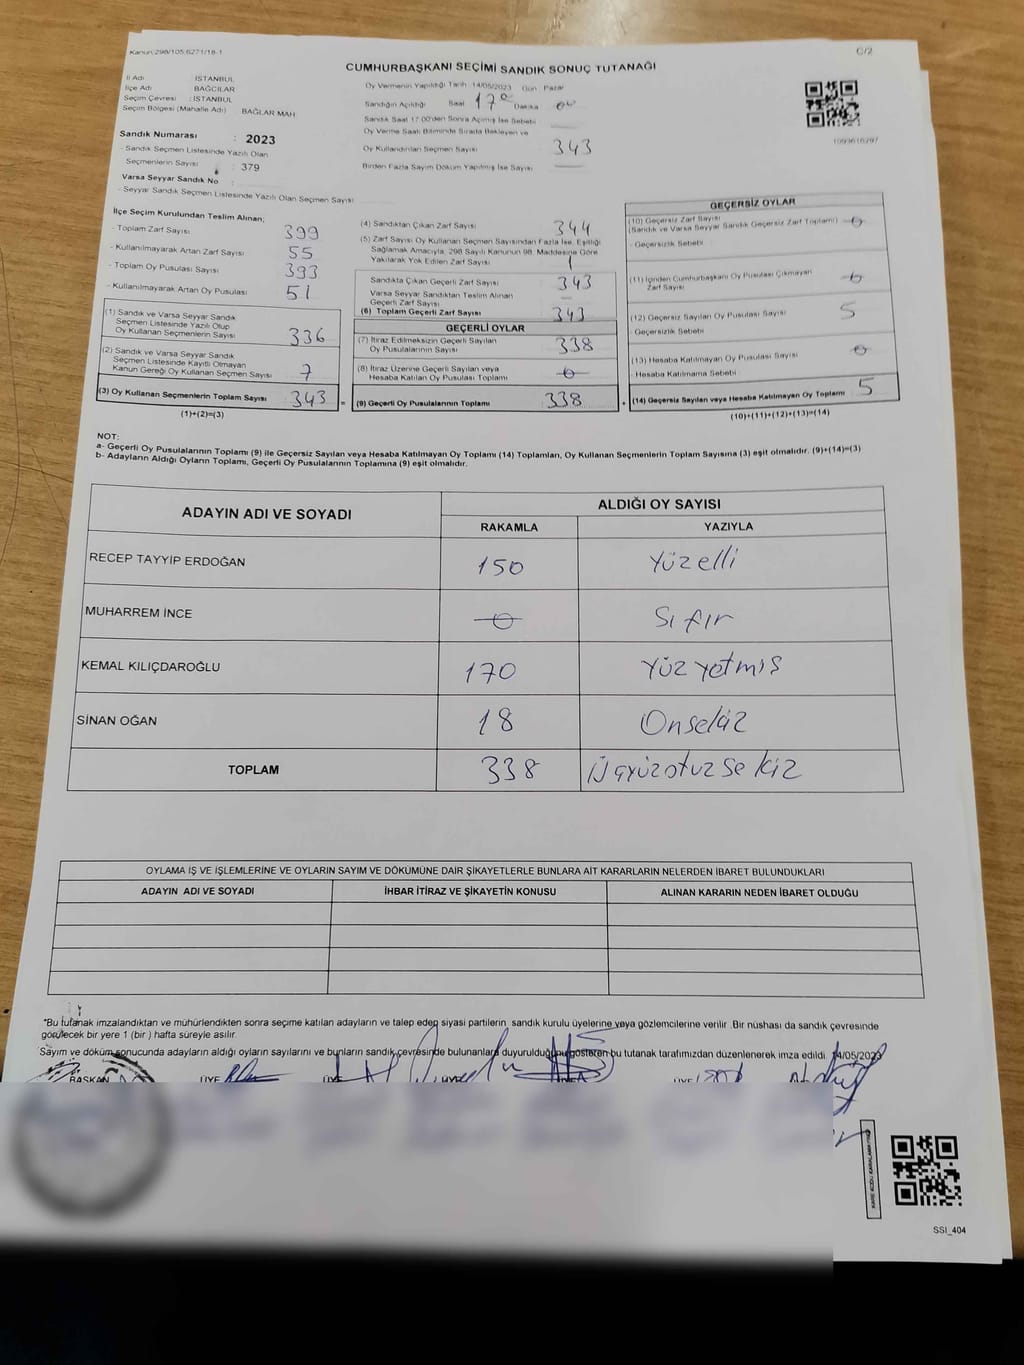 Kanun:298/105;6271/18-1
C/2
CUMHURBAŞKANI SEÇİMİ SANDIK SONUÇ TUTANAĞI
İl Adı : İSTANBUL
İlçe Adı : BAĞCILAR
Seçim Çevresi : İSTANBUL
Seçim Bölgesi (Mahalle Adı) BAĞLAR MAH.
Sandık Numarası : 2023
- Sandık Seçmen Listesinde Yazılı Olan
Seçmenlerin Sayısı : 379
Varsa Seyyar Sandık No :
- Seyyar Sandık Seçmen Listesinde Yazılı Olan Seçmen Sayısı
Oy Vermenin Yapıldığı Tarih 14/05/2023 Gün Pazar
Sandığın Açıldığı Saat 17 Dakika 00
Sandık Saat 17:00'den Sonra Açılmış İse Sebebi
Oy Verme Saati Bitiminde Sırada Bekleyen ve
Oy Kullandırılan Seçmen Sayısı 343
Birden Fazla Sayım Döküm Yapılmış İse Sayısı
İlçe Seçim Kurulundan Teslim Alınan;
- Toplam Zarf Sayısı 399
- Kullanılmayarak Artan Zarf Sayısı 55
- Toplam Oy Pusulası Sayısı 393
- Kullanılmayarak Artan Oy Pusulası 51
(1) Sandık ve Varsa Seyyar Sandık
Seçmen Listesinde Yazılı Olup
Oy Kullanan Seçmenlerin Sayısı 336
(2) Sandık ve Varsa Seyyar Sandık
Seçmen Listesinde Kayıtlı Olmayan
Kanun Gereği Oy Kullanan Seçmen Sayısı 7
(3) Oy Kullanan Seçmenlerin Toplam Sayısı 343
(1)+(2)=(3)
(4) Sandıktan Çıkan Zarf Sayısı 344
(5) Zarf Sayısı Oy Kullanan Seçmen Sayısından Fazla İse, Eşitliği
Sağlamak Amacıyla, 298 Sayılı Kanunun 98. Maddesine Göre
Yakılarak Yok Edilen Zarf Sayısı 1
Sandıkta Çıkan Geçerli Zarf Sayısı 343
Varsa Seyyar Sandıktan Teslim Alınan
Geçerli Zarf Sayısı
(6) Toplam Geçerli Zarf Sayısı 343
GEÇERLİ OYLAR
(7) İtiraz Edilmeksizin Geçerli Sayılan
Oy Pusulalarının Sayısı 338
(8) İtiraz Üzerine Geçerli Sayılan veya
Hesaba Katılan Oy Pusulası Toplamı 0
= (9) Geçerli Oy Pusulalarının Toplamı 338
GEÇERSİZ OYLAR
(10) Geçersiz Zarf Sayısı 0
(Sandık ve Varsa Seyyar Sandık Geçersiz Zarf Toplamı)
- Geçersizlik Sebebi
(11) İçinden Cumhurbaşkanı Oy Pusulası Çıkmayan
Zarf Sayısı 0
(12) Geçersiz Sayılan Oy Pusulası Sayısı 5
- Geçersizlik Sebebi
(13) Hesaba Katılmayan Oy Pusulası Sayısı 0
- Hesaba Katılmama Sebebi
+ (14) Geçersiz Sayılan veya Hesaba Katılmayan Oy Toplamı 5
(10)+(11)+(12)+(13)=(14)
NOT:
a- Geçerli Oy Pusulalarının Toplamı (9) ile Geçersiz Sayılan veya Hesaba Katılmayan Oy Toplamı (14) Toplamları, Oy Kullanan Seçmenlerin Toplam Sayısına (3) eşit olmalıdır. (9)+(14)=(3)
b- Adayların Aldığı Oyların Toplamı, Geçerli Oy Pusulalarının Toplamına (9) eşit olmalıdır.
ADAYIN ADI VE SOYADI ALDIĞI OY SAYISI
RAKAMLA YAZIYLA
RECEP TAYYİP ERDOĞAN 150 Yüzelli
MUHARREM İNCE 0 Sıfır
KEMAL KILIÇDAROĞLU 170 Yüz yetmiş
SİNAN OĞAN 18 Onsekiz
TOPLAM 338 Üçyüzotuzsekiz
OYLAMA İŞ VE İŞLEMLERİNE VE OYLARIN SAYIM VE DÖKÜMÜNE DAİR ŞİKAYETLERLE BUNLARA AİT KARARLARIN NELERDEN İBARET BULUNDUKLARI
ADAYIN ADI VE SOYADI İHBAR İTİRAZ VE ŞİKAYETİN KONUSU ALINAN KARARIN NEDEN İBARET OLDUĞU
*Bu tutanak imzalandıktan ve mühürlendikten sonra seçime katılan adayların ve talep eden siyasi partilerin, sandık kurulu üyelerine veya gözlemcilerine verilir .Bir nüshası da sandık çevresinde
görülecek bir yere 1 (bir ) hafta süreyle asılır.
Sayım ve döküm sonucunda adayların aldığı oyların sayılarını ve bunların sandık çevresinde bulunanlara duyurulduğunu gösteren bu tutanak tarafımızdan düzenlenerek imza edildi. 14/05/2023
BAŞKAN ÜYE ÜYE ÜYE ÜYE ÜYE
SSI_404